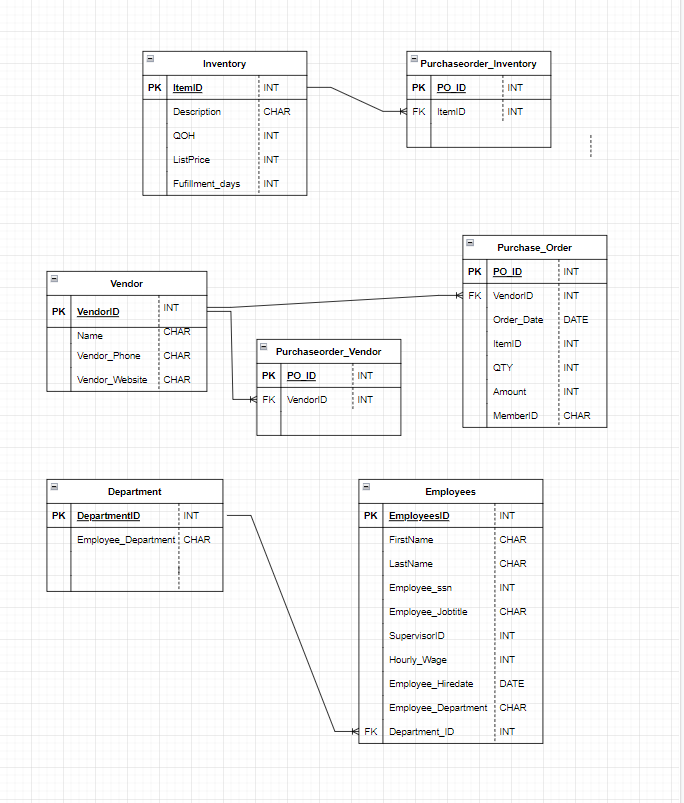 Inventory
PK ItemID INT
Description CHAR
QOH INT
ListPrice INT
Fufillment_days INT
Purchaseorder_Inventory
PK PO_ID INT
FK ItemID INT
Purchase_Order
PK PO_ID INT
FK VendorID INT
Order_Date DATE
ItemID INT
QTY INT
Amount INT
MemberID CHAR
Vendor
PK VendorID INT
Name CHAR
Vendor_Phone CHAR
Vendor_Website CHAR
Purchaseorder_Vendor
PK PO_ID INT
FK VendorID INT
Department
PK DepartmentID INT
Employee_Department CHAR
Employees
PK EmployeesID INT
FirstName CHAR
LastName CHAR
Employee_ssn INT
Employee_Jobtitle CHAR
SupervisorID INT
Hourly_Wage INT
Employee_Hiredate DATE
Employee_Department CHAR
FK Department_ID INT